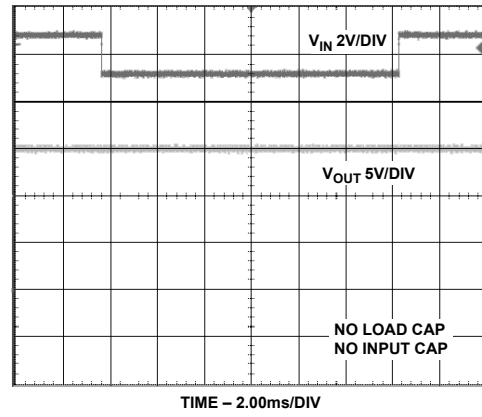 VIN 2V/DIV
VOUT 5V/DIV
NO LOAD CAP
NO INPUT CAP
TIME – 2.00ms/DIV